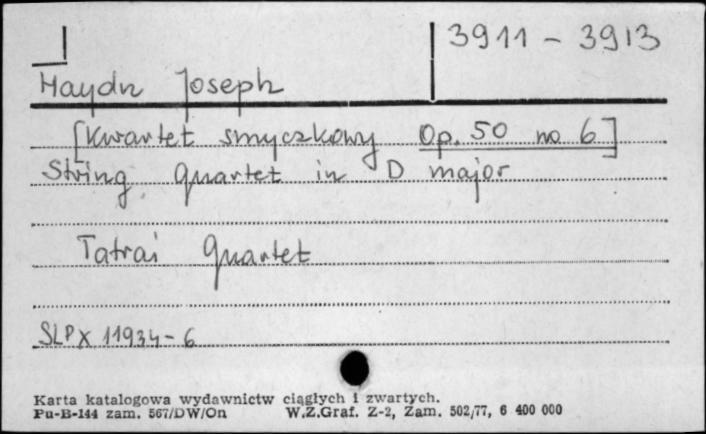 3911 - 3913
Haydn Joseph
[Kwartet smyczkowy Op. 50 no 6]
String quartet in D major
Tatrai Quartet
SLPX 11934-6
Karta katalogowa wydawnictw ciągłych i zwartych.
Pu-B-144 zam. 567/DW/On W.Z.Graf. Z-2, Zam. 502/77, 6 400 000